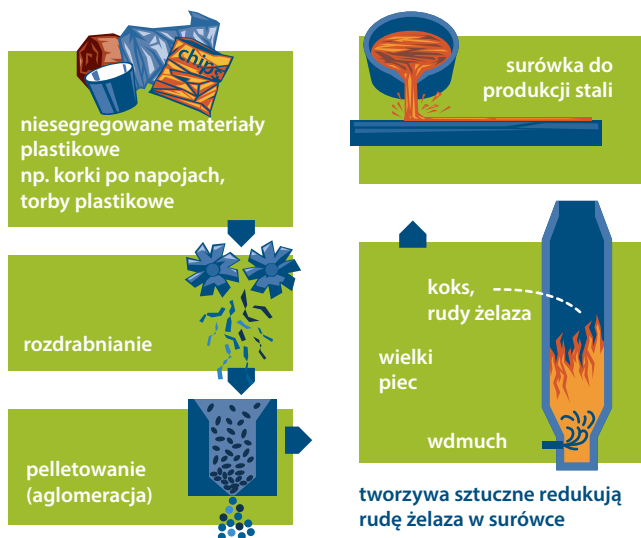 chips
niesegregowane materiały
plastikowe
np. korki po napojach,
torby plastikowe
rozdrabnianie
pelletowanie
(aglomeracja)
surówka do
produkcji stali
koks,
rudy żelaza
wielki
piec
wdmuch
tworzywa sztuczne redukują
rudę żelaza w surówce